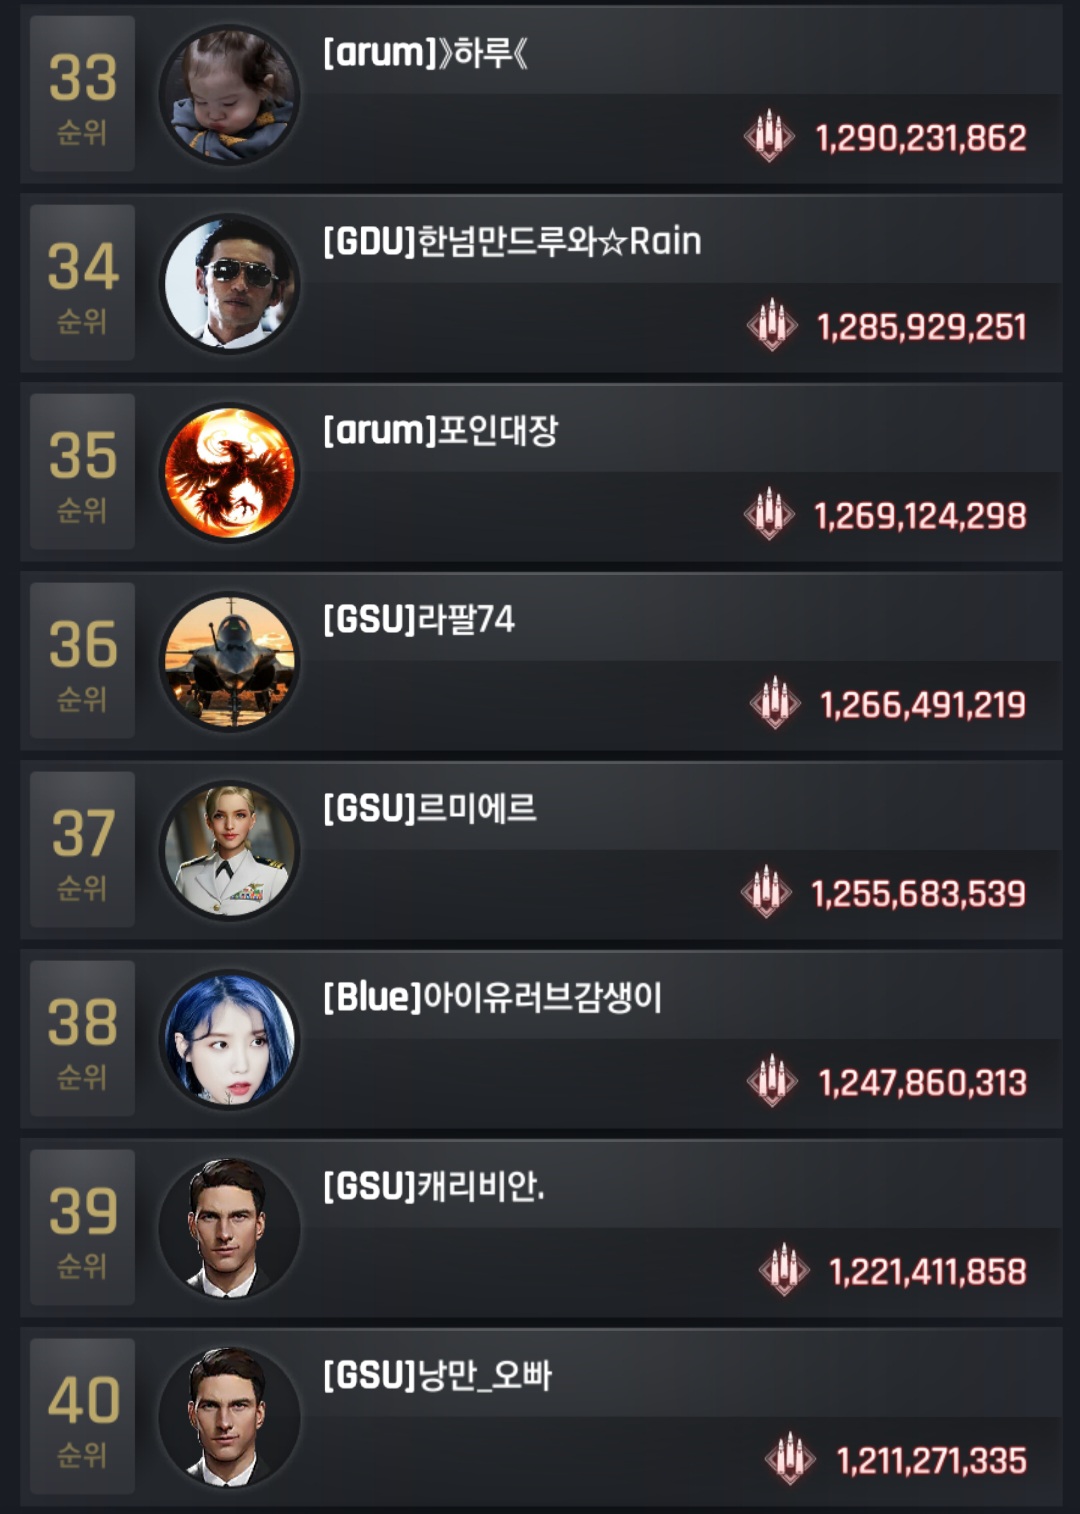 33
순위
[arum]》하루《
1,290,231,862
34
순위
[GDU]한넘만드루와☆Rain
1,285,929,251
35
순위
[arum]포인대장
1,269,124,298
36
순위
[GSU]라팔74
1,266,491,219
37
순위
[GSU]르미에르
1,255,683,539
38
순위
[Blue]아이유러브감생이
1,247,860,313
39
순위
[GSU]캐리비안.
1,221,411,858
40
순위
[GSU]낭만_오빠
1,211,271,335